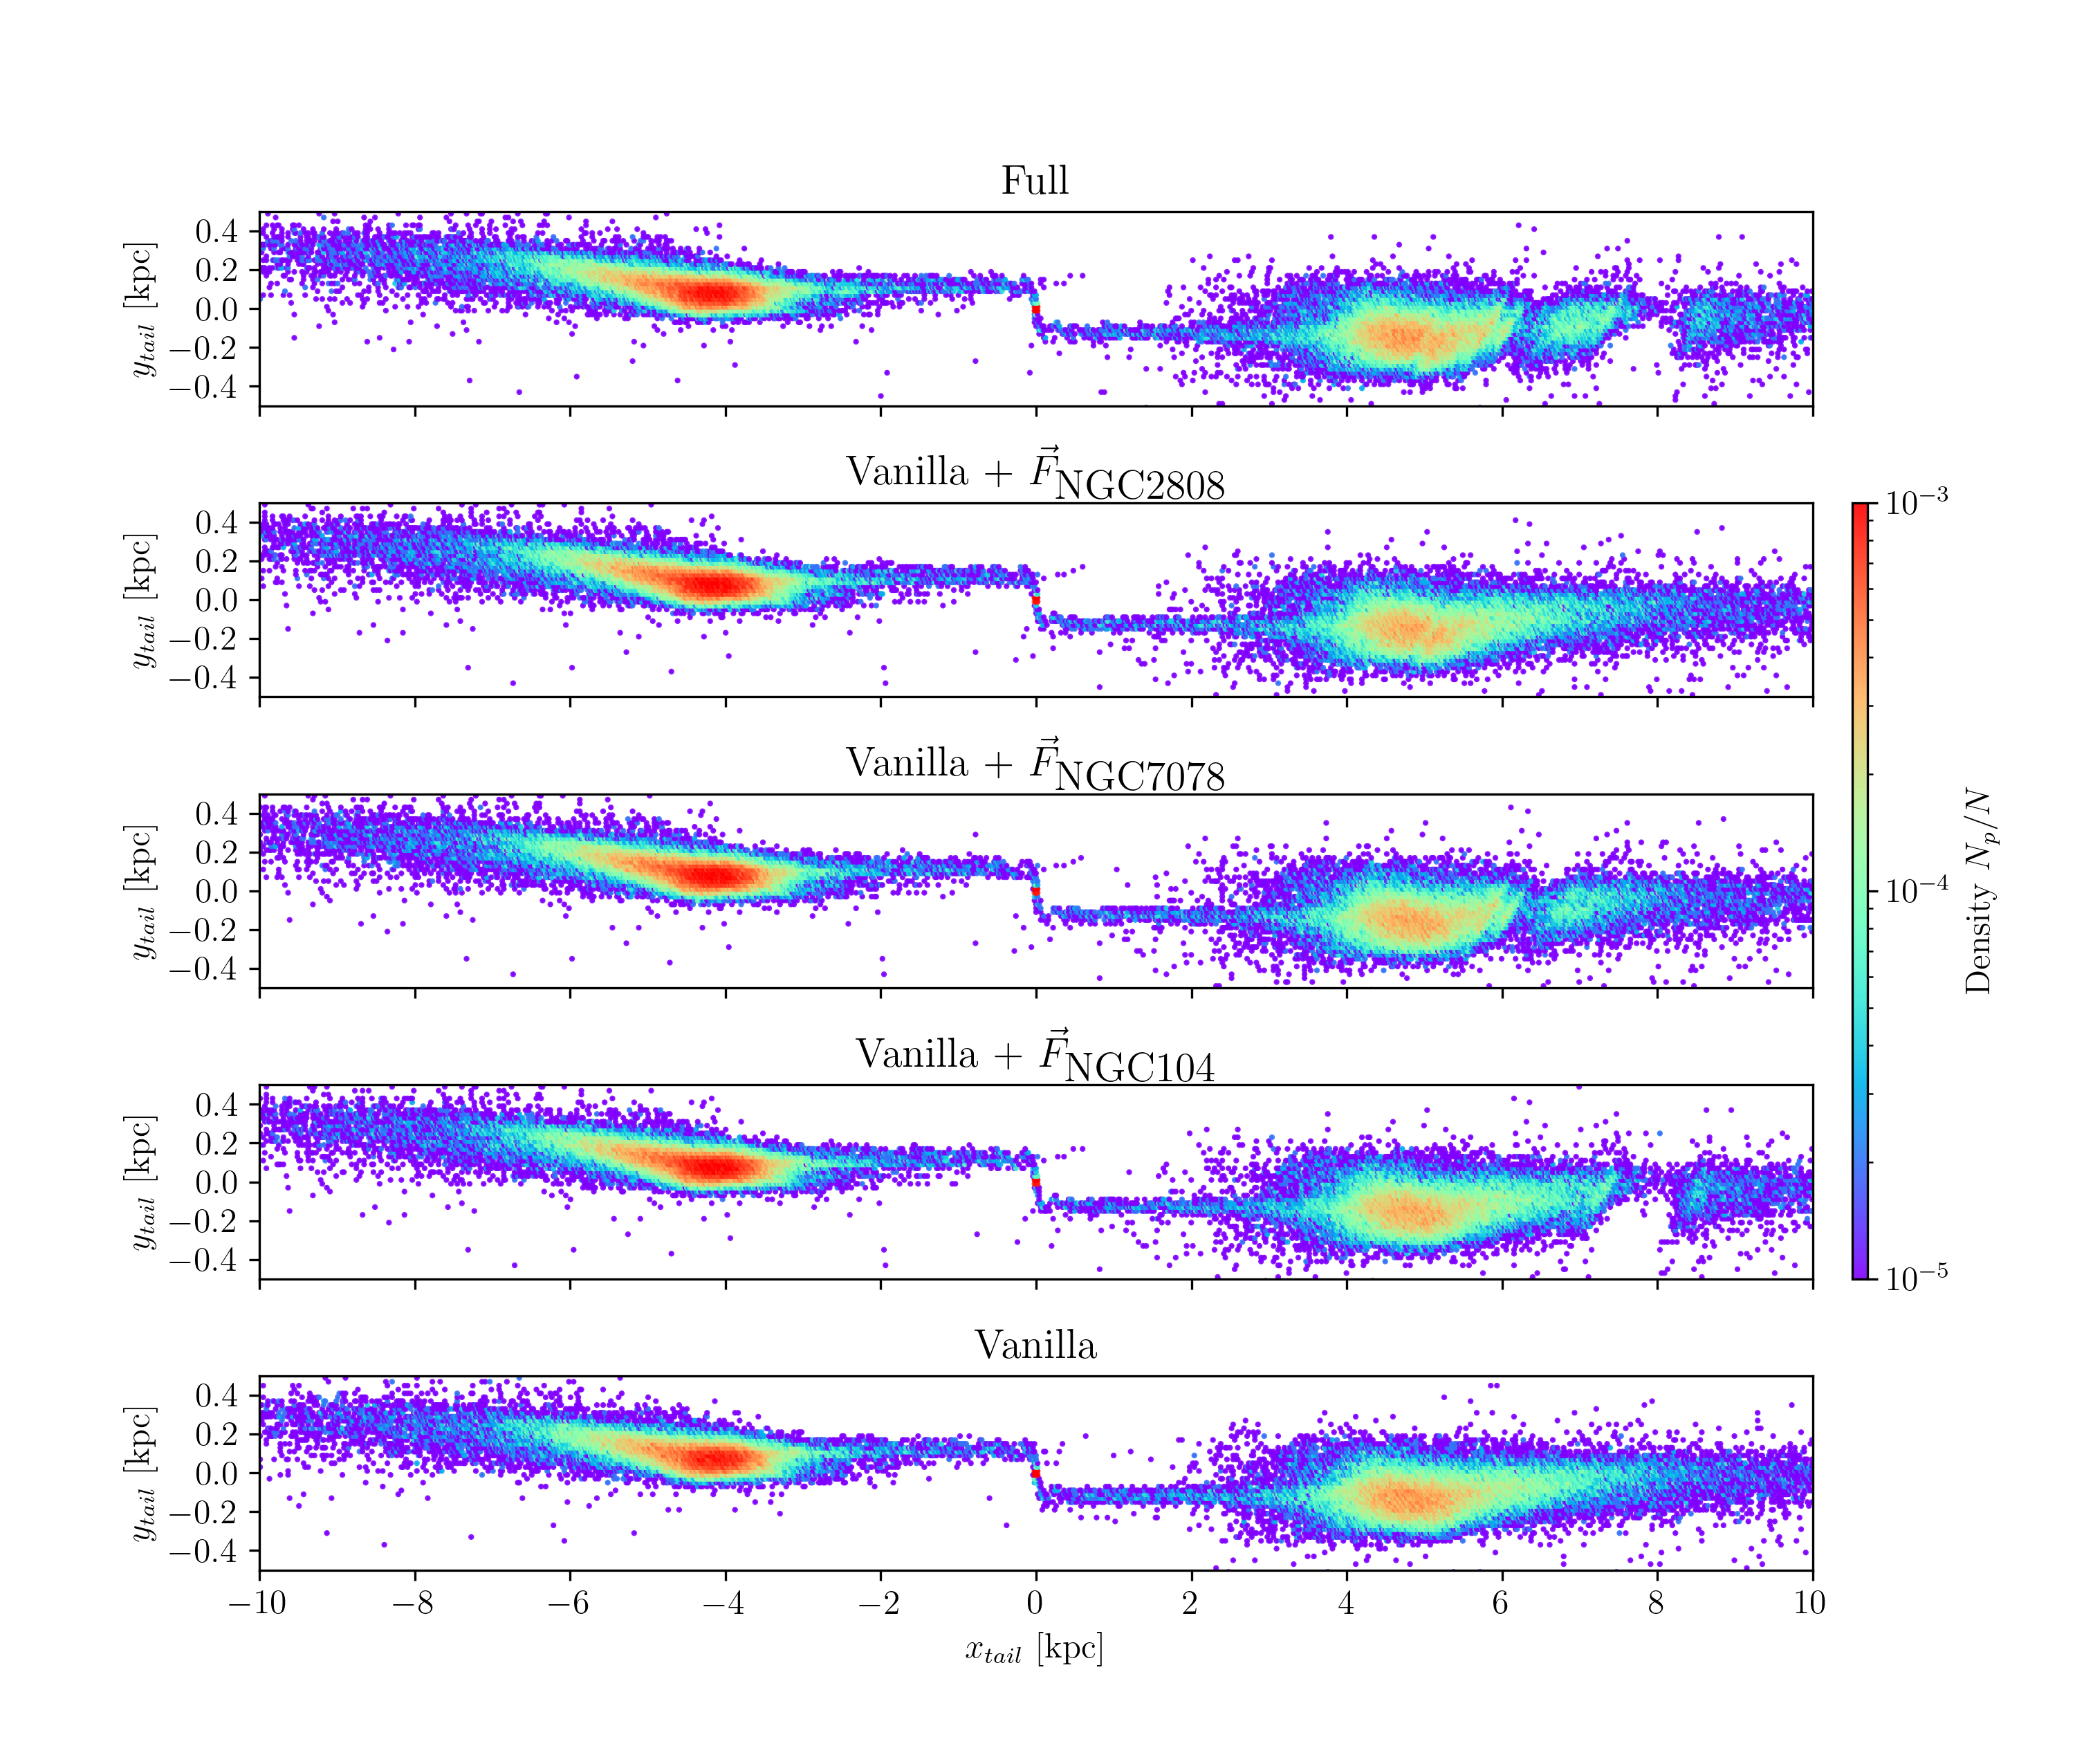 Full
0.4
0.2
0.0
−0.2
−0.4
y_tail [kpc]
Vanilla + F⃗_NGC2808
0.4
0.2
0.0
−0.2
−0.4
y_tail [kpc]
Vanilla + F⃗_NGC7078
0.4
0.2
0.0
−0.2
−0.4
y_tail [kpc]
Vanilla + F⃗_NGC104
0.4
0.2
0.0
−0.2
−0.4
y_tail [kpc]
Vanilla
0.4
0.2
0.0
−0.2
−0.4
y_tail [kpc]
−10 −8 −6 −4 −2 0 2 4 6 8 10
x_tail [kpc]
10⁻³
10⁻⁴
10⁻⁵
Density N_p/N